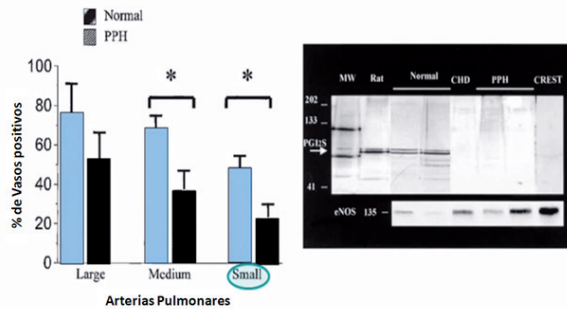 Normal
PPH
% de Vasos positivos
100
80
60
40
20
0
*
*
Large
Medium
Small
Arterias Pulmonares
MW
Rat
Normal
CHD
PPH
CREST
202
133
PGI2S
41
eNOS
135